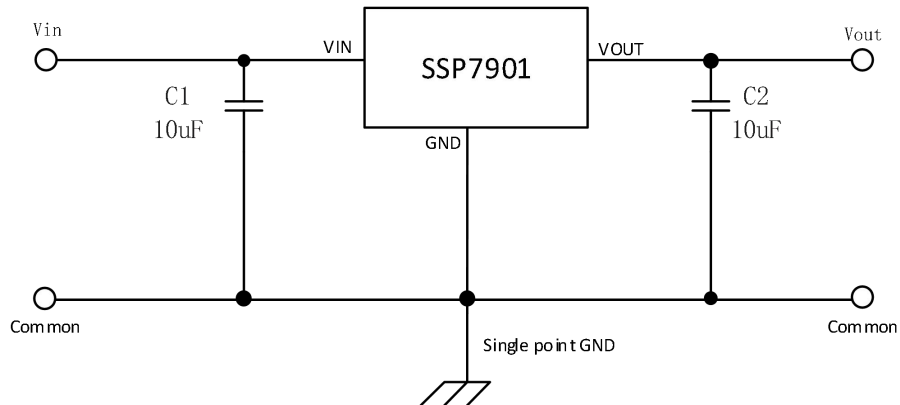 Vin
VIN
SSP7901
VOUT
Vout
C1
10uF
GND
C2
10uF
Common
Single point GND
Common